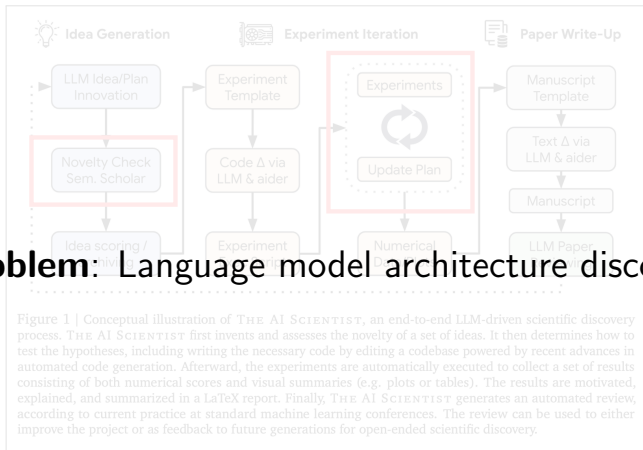 Idea Generation
Experiment Iteration
Paper Write-Up
LLM Idea/Plan
Innovation
Novelty Check
Sem. Scholar
Idea scoring /
Experiment
Template
Code Δ via
LLM & aider
Experiment
Experiments
Update Plan
Numerical
Manuscript
Template
Text Δ via
LLM & aider
Manuscript
LLM Paper
oblem: Language model architecture disco
Figure 1 | Conceptual illustration of THE AI SCIENTIST, an end-to-end LLM-driven scientific discovery
process. THE AI SCIENTIST first invents and assesses the novelty of a set of ideas. It then determines how to
test the hypotheses, including writing the necessary code by editing a codebase powered by recent advances in
automated code generation. Afterward, the experiments are automatically executed to collect a set of results
consisting of both numerical scores and visual summaries (e.g. plots or tables). The results are motivated,
explained, and summarized in a LaTeX report. Finally, THE AI SCIENTIST generates an automated review,
according to current practice at standard machine learning conferences. The review can be used to either
improve the project or as feedback to future generations for open-ended scientific discovery.